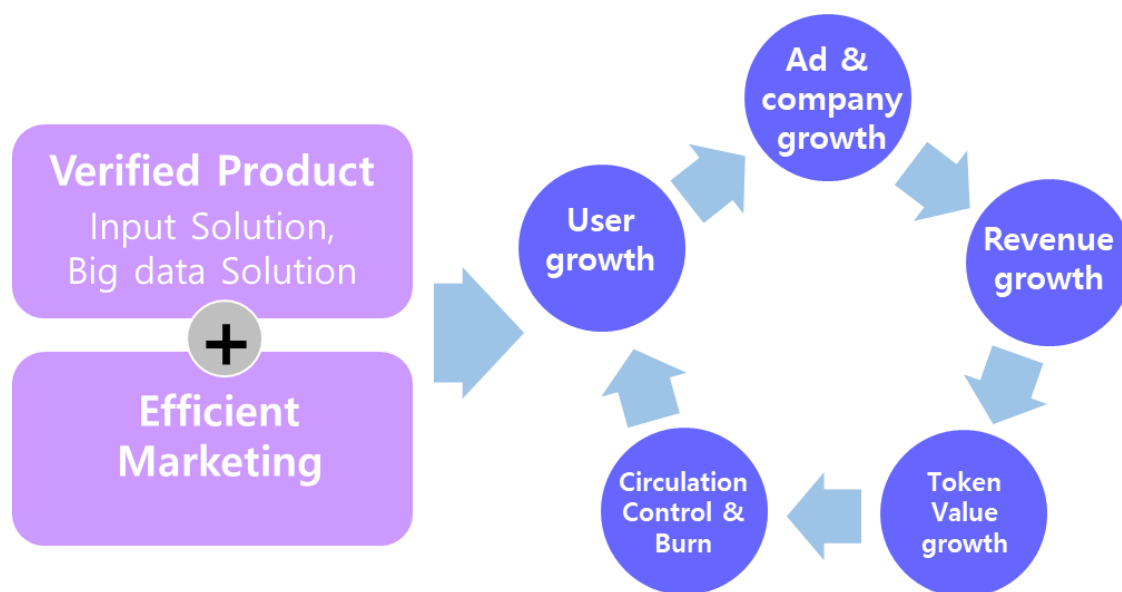 Verified Product
Input Solution,
Big data Solution
+
Efficient
Marketing
User
growth
Ad &
company
growth
Revenue
growth
Token
Value
growth
Circulation
Control &
Burn